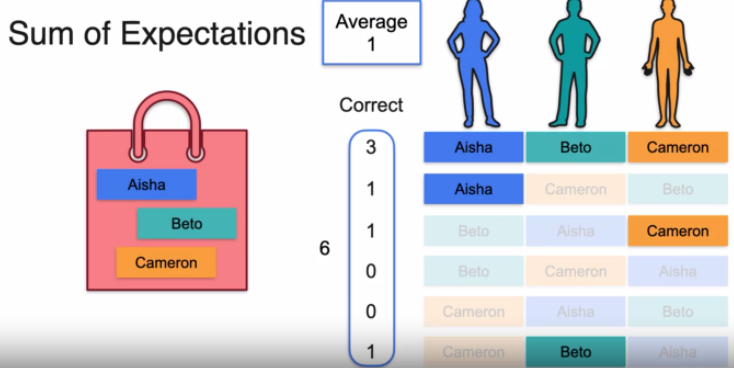 Sum of Expectations
Average
1
Correct
Aisha
Beto
Cameron
6
3 Aisha Beto Cameron
1 Aisha Cameron Beto
1 Beto Aisha Cameron
0 Beto Cameron Aisha
0 Cameron Aisha Beto
1 Cameron Beto Aisha